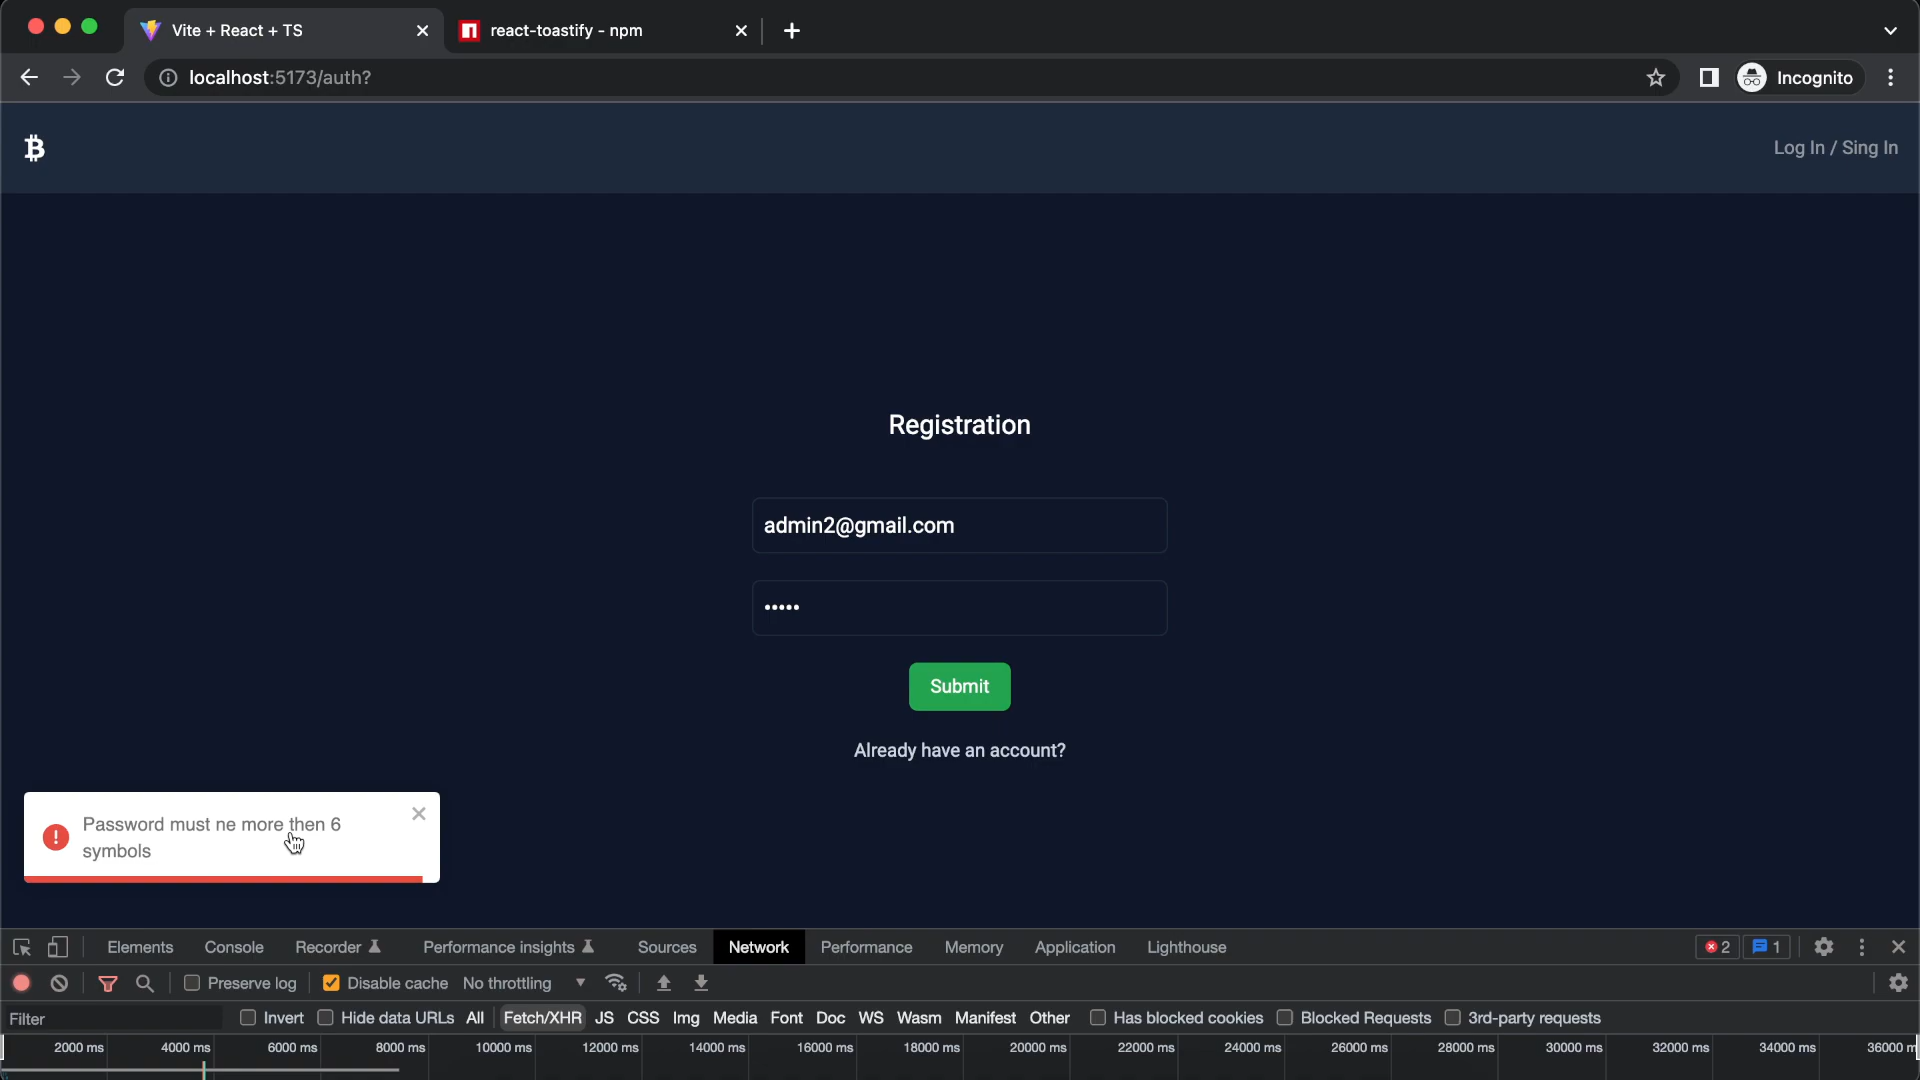 Vite + React + TS
react-toastify - npm
localhost:5173/auth?
Incognito
Log In / Sing In
Registration
admin2@gmail.com
•••••
Submit
Already have an account?
Password must ne more then 6
symbols
Elements Console Recorder Performance insights Sources Network Performance Memory Application Lighthouse 2 1
Preserve log Disable cache No throttling
Filter Invert Hide data URLs All Fetch/XHR JS CSS Img Media Font Doc WS Wasm Manifest Other Has blocked cookies Blocked Requests 3rd-party requests
2000 ms 4000 ms 6000 ms 8000 ms 10000 ms 12000 ms 14000 ms 16000 ms 18000 ms 20000 ms 22000 ms 24000 ms 26000 ms 28000 ms 30000 ms 32000 ms 34000 ms 36000 m